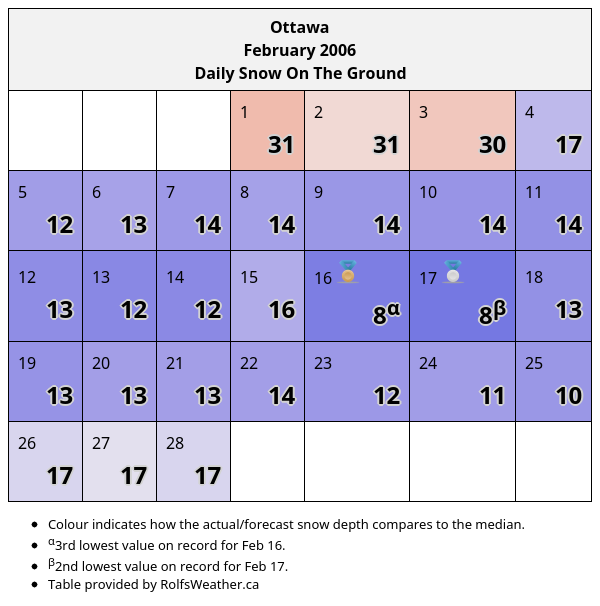 Ottawa
February 2006
Daily Snow On The Ground
1 2 3 4
31 31 30 17
5 6 7 8 9 10 11
12 13 14 14 14 14 14
12 13 14 15 16 17 18
13 12 12 16 8α 8β 13
19 20 21 22 23 24 25
13 13 13 14 12 11 10
26 27 28
17 17 17
• Colour indicates how the actual/forecast snow depth compares to the median.
• α3rd lowest value on record for Feb 16.
• β2nd lowest value on record for Feb 17.
• Table provided by RolfsWeather.ca